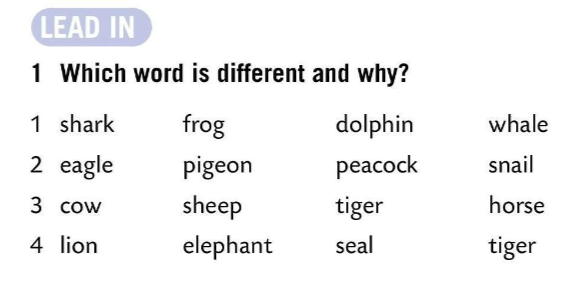 LEAD IN
1 Which word is different and why?
1 shark frog dolphin whale
2 eagle pigeon peacock snail
3 cow sheep tiger horse
4 lion elephant seal tiger